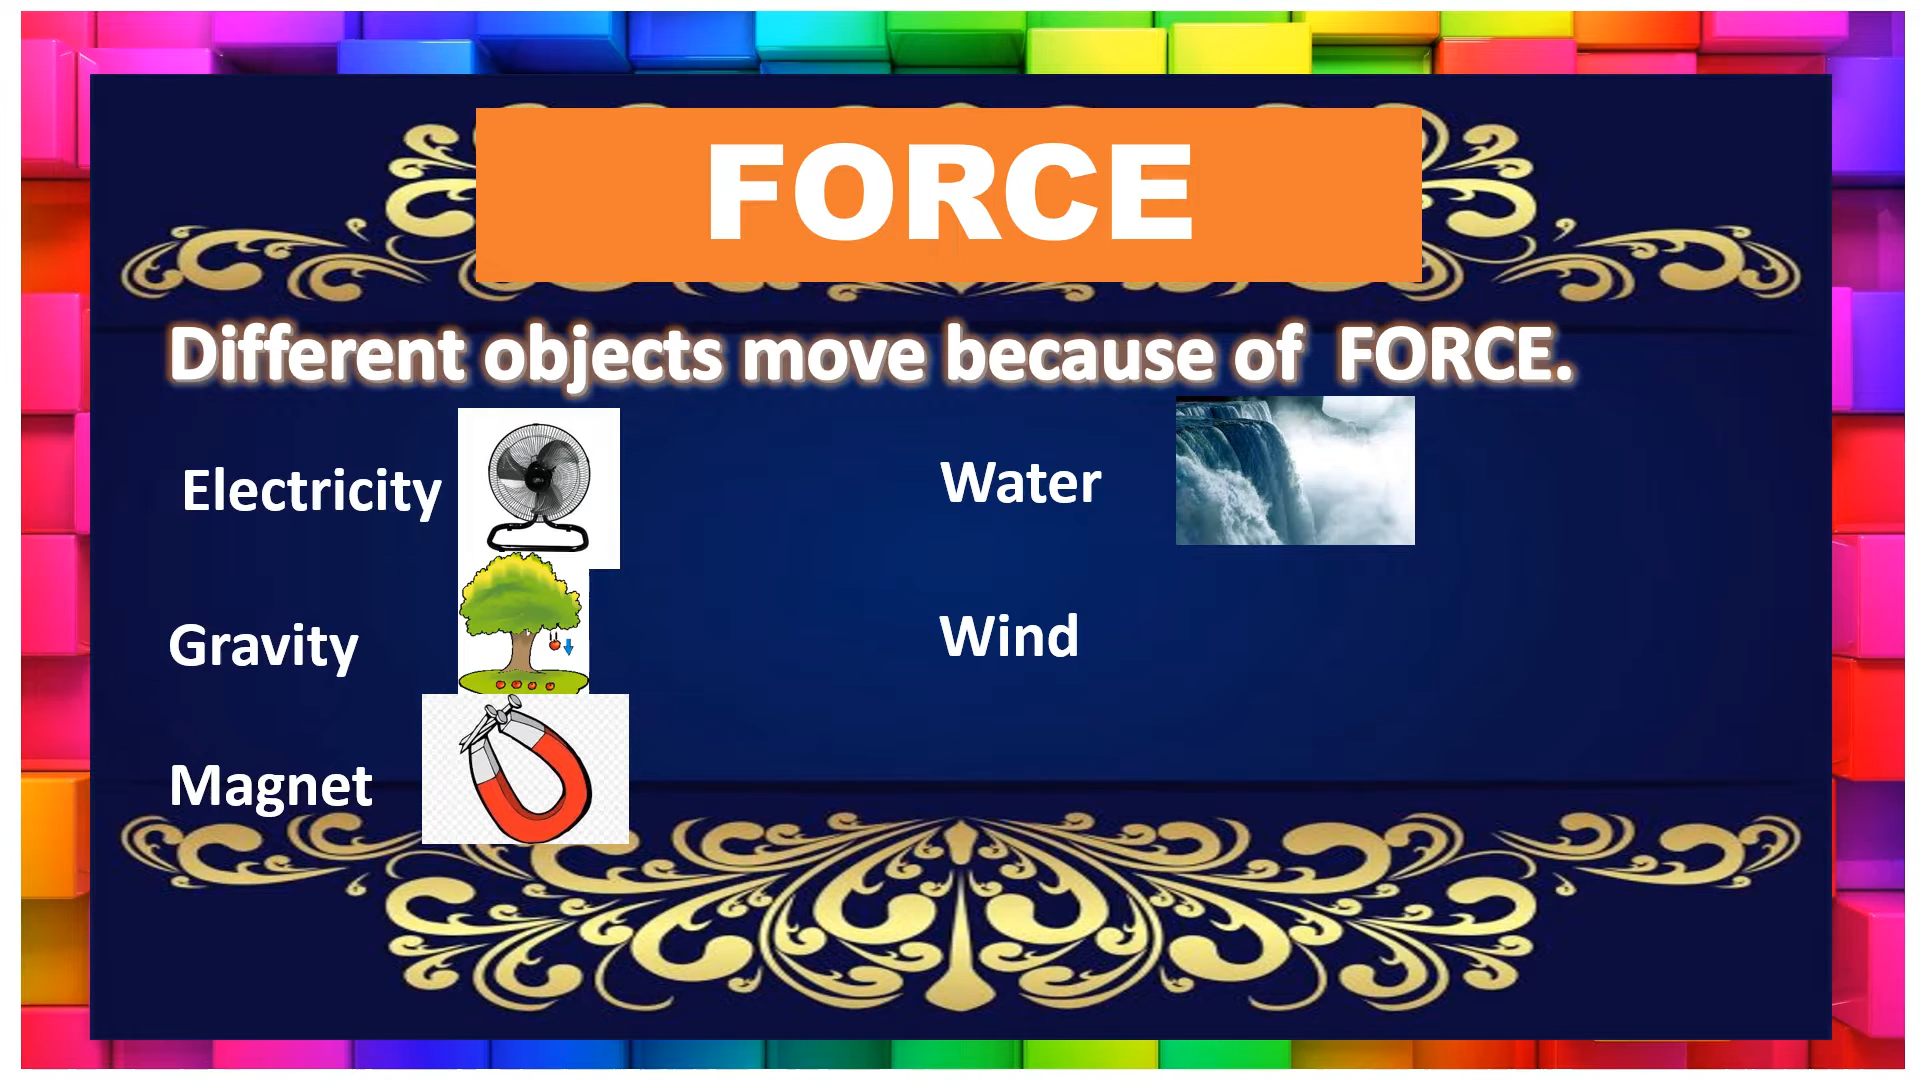 FORCE
Different objects move because of FORCE.
Electricity
Water
Gravity
Wind
Magnet